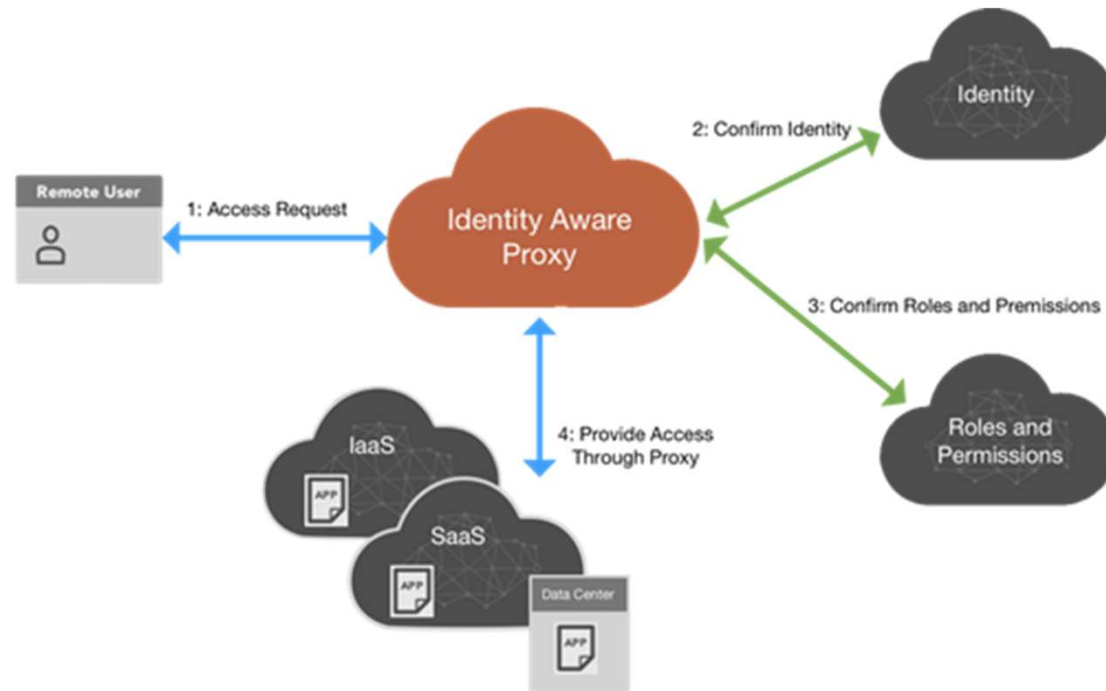 Identity
2: Confirm Identity
Remote User
1: Access Request
Identity Aware
Proxy
3: Confirm Roles and Premissions
Roles and
Permissions
4: Provide Access
Through Proxy
IaaS
APP
SaaS
APP
Data Center
APP